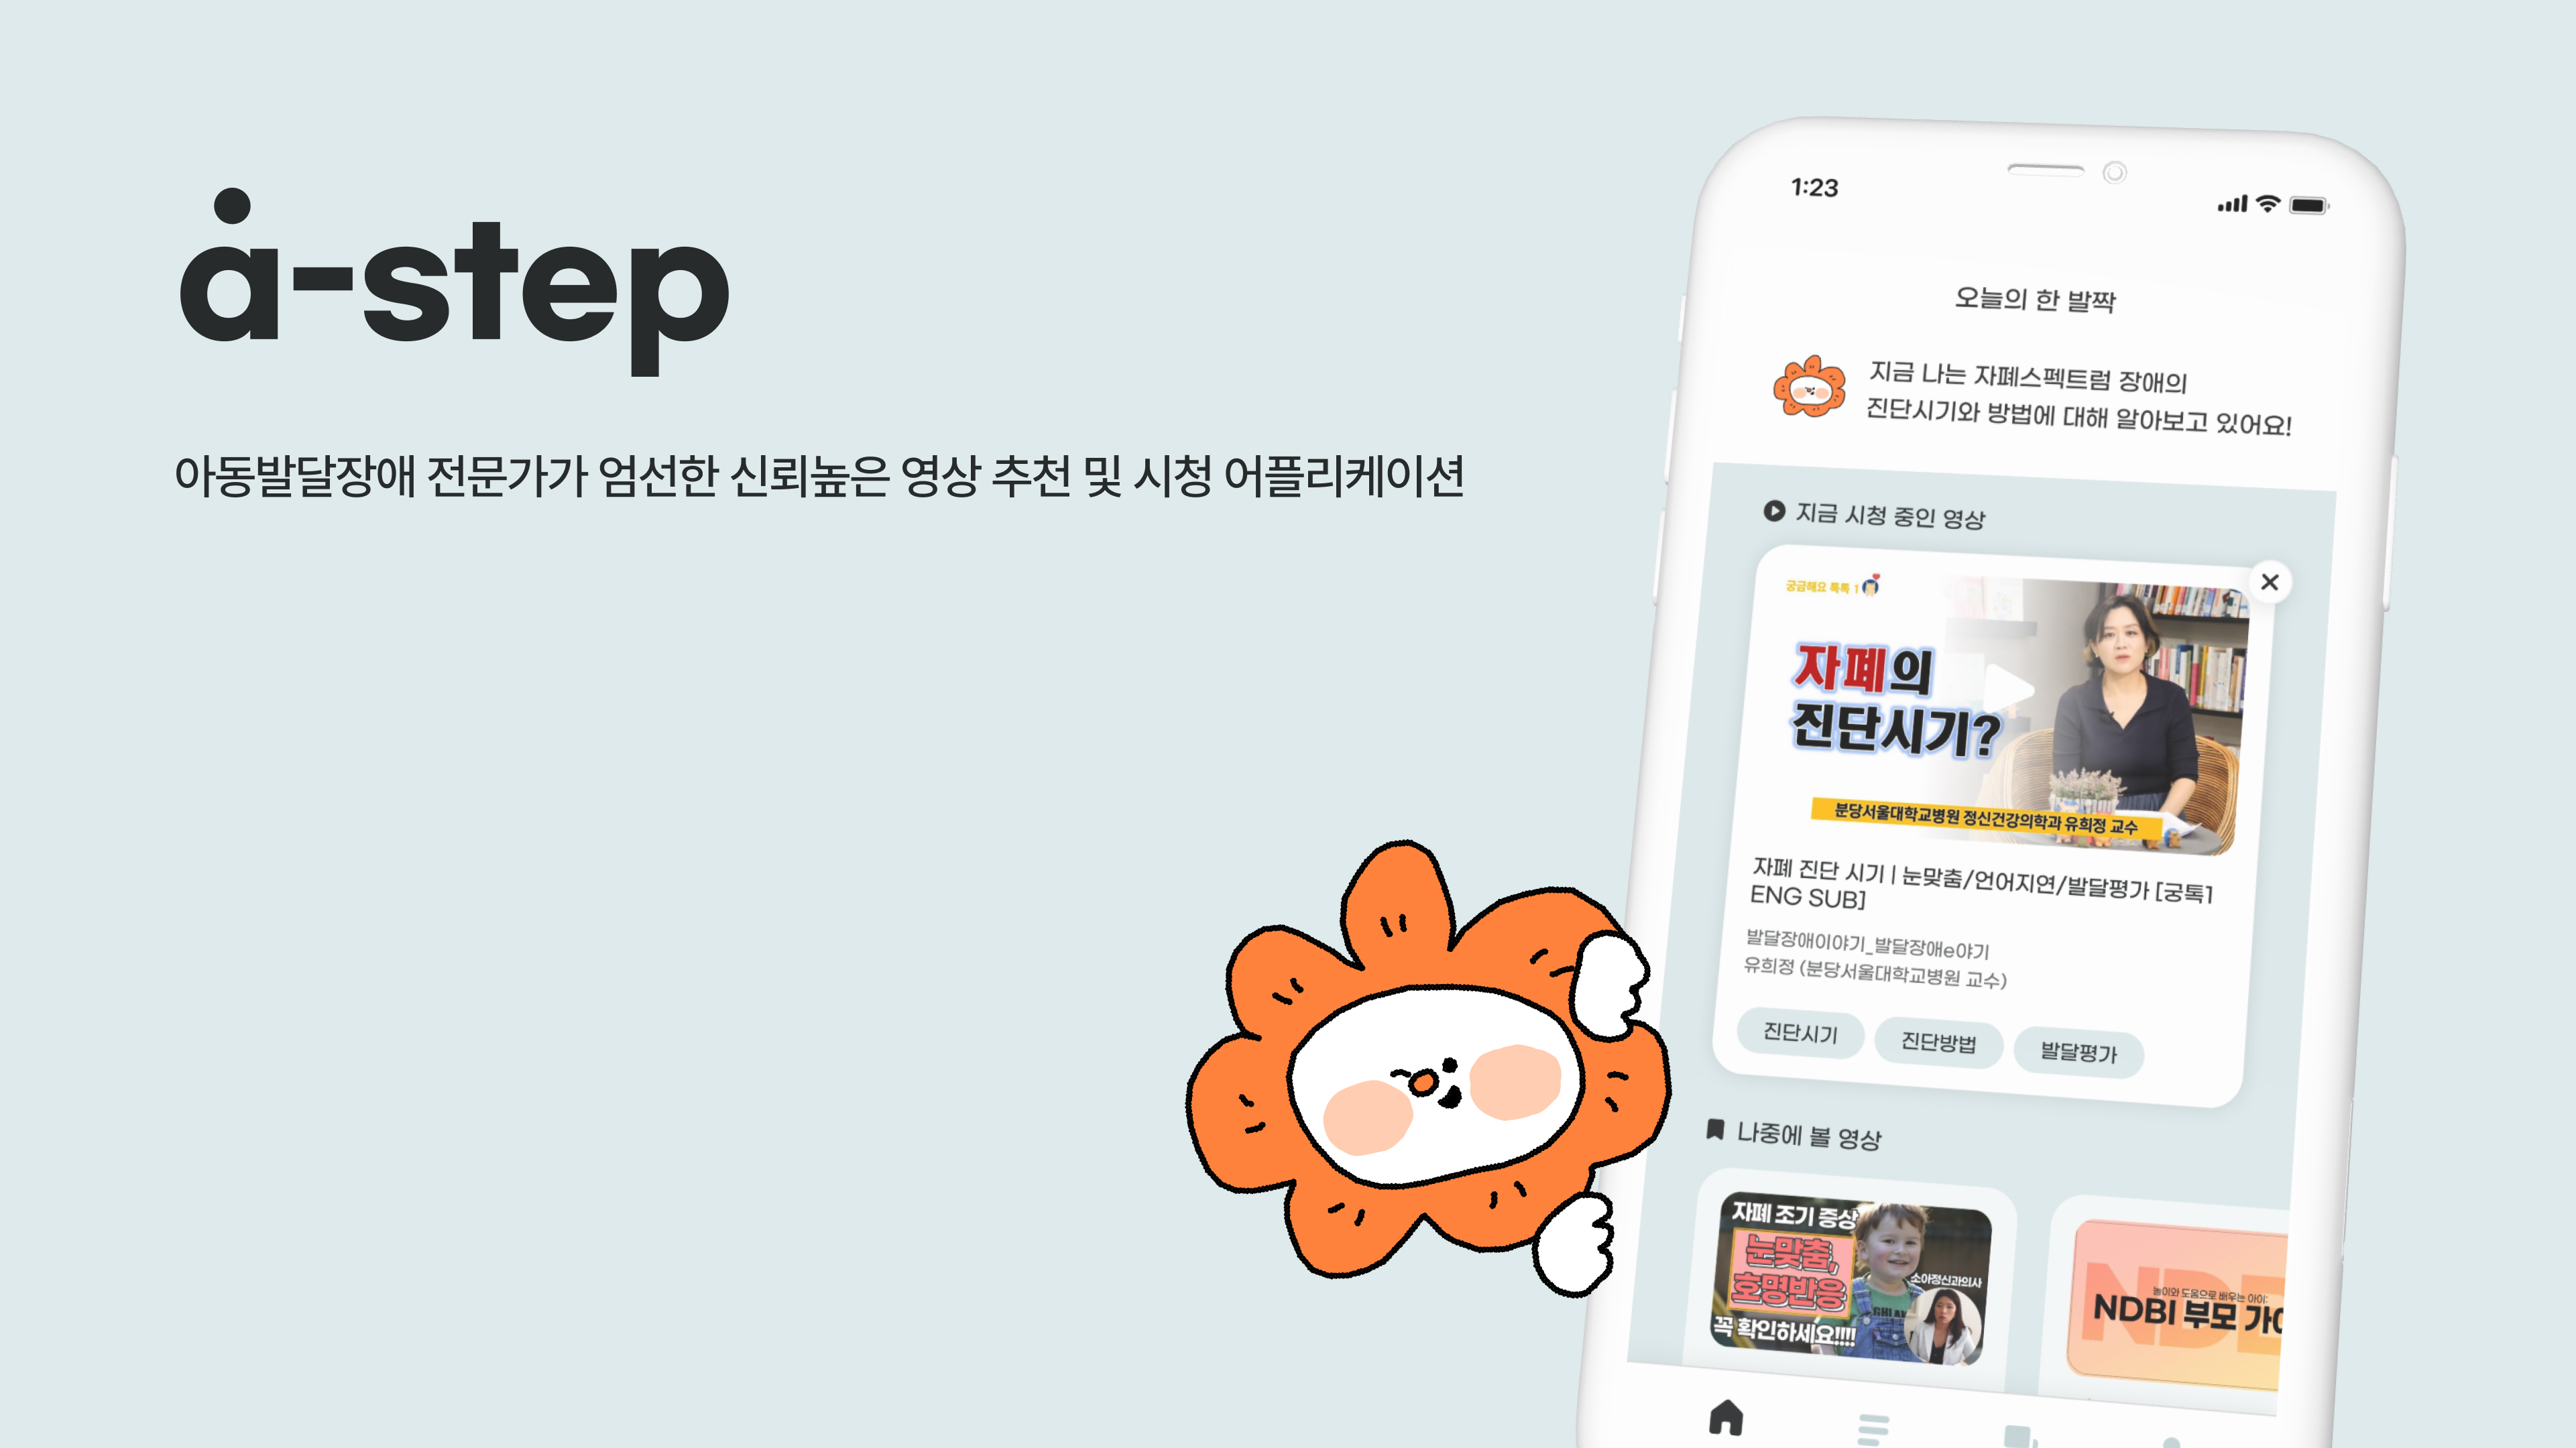 a-step
아동발달장애 전문가가 엄선한 신뢰높은 영상 추천 및 시청 어플리케이션
1:23
오늘의 한 발짝
지금 나는 자폐스펙트럼 장애의
진단시기와 방법에 대해 알아보고 있어요!
지금 시청 중인 영상
궁금해요 톡톡 1
자폐의
진단시기?
분당서울대학교병원 정신건강의학과 유희정 교수
자폐 진단 시기 | 눈맞춤/언어지연/발달평가 [궁톡1
ENG SUB]
발달장애이야기_발달장애e야기
유희정 (분당서울대학교병원 교수)
진단시기 진단방법 발달평가
나중에 볼 영상
자폐 조기 증상
눈맞춤,
호명반응
소아정신과의사
꼭 확인하세요!!!!
놀이와 도움으로 배우는 아이:
NDBI 부모